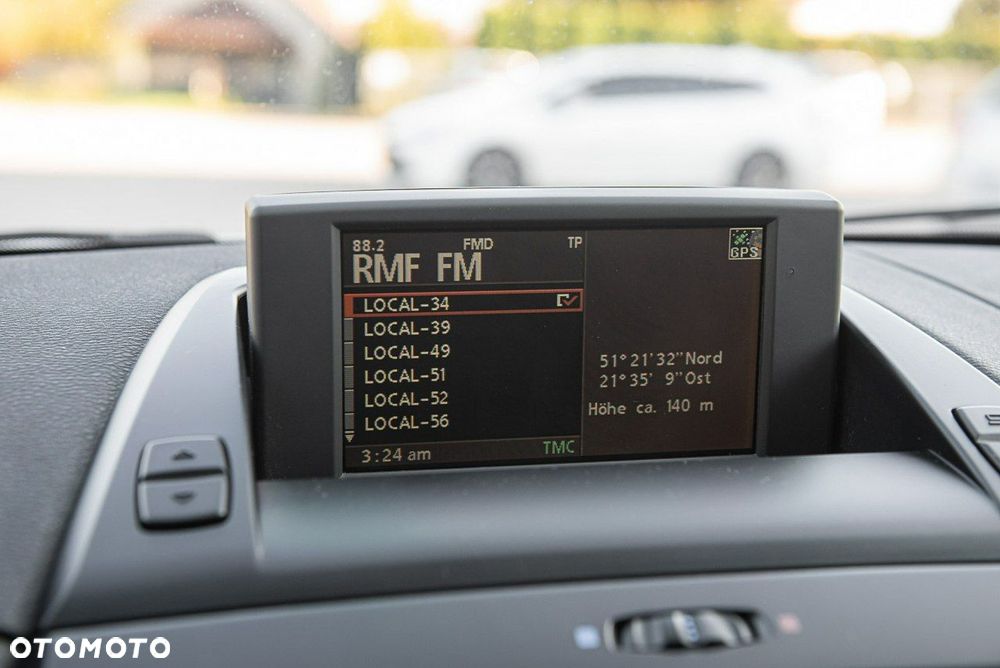 88.2 FMD TP
RMF FM
LOCAL-34
LOCAL-39
LOCAL-49
LOCAL-51
LOCAL-52
LOCAL-56
3:24 am TMC
GPS
51°21'32"Nord
21°35' 9"Ost
Höhe ca. 140 m
OTOMOTO